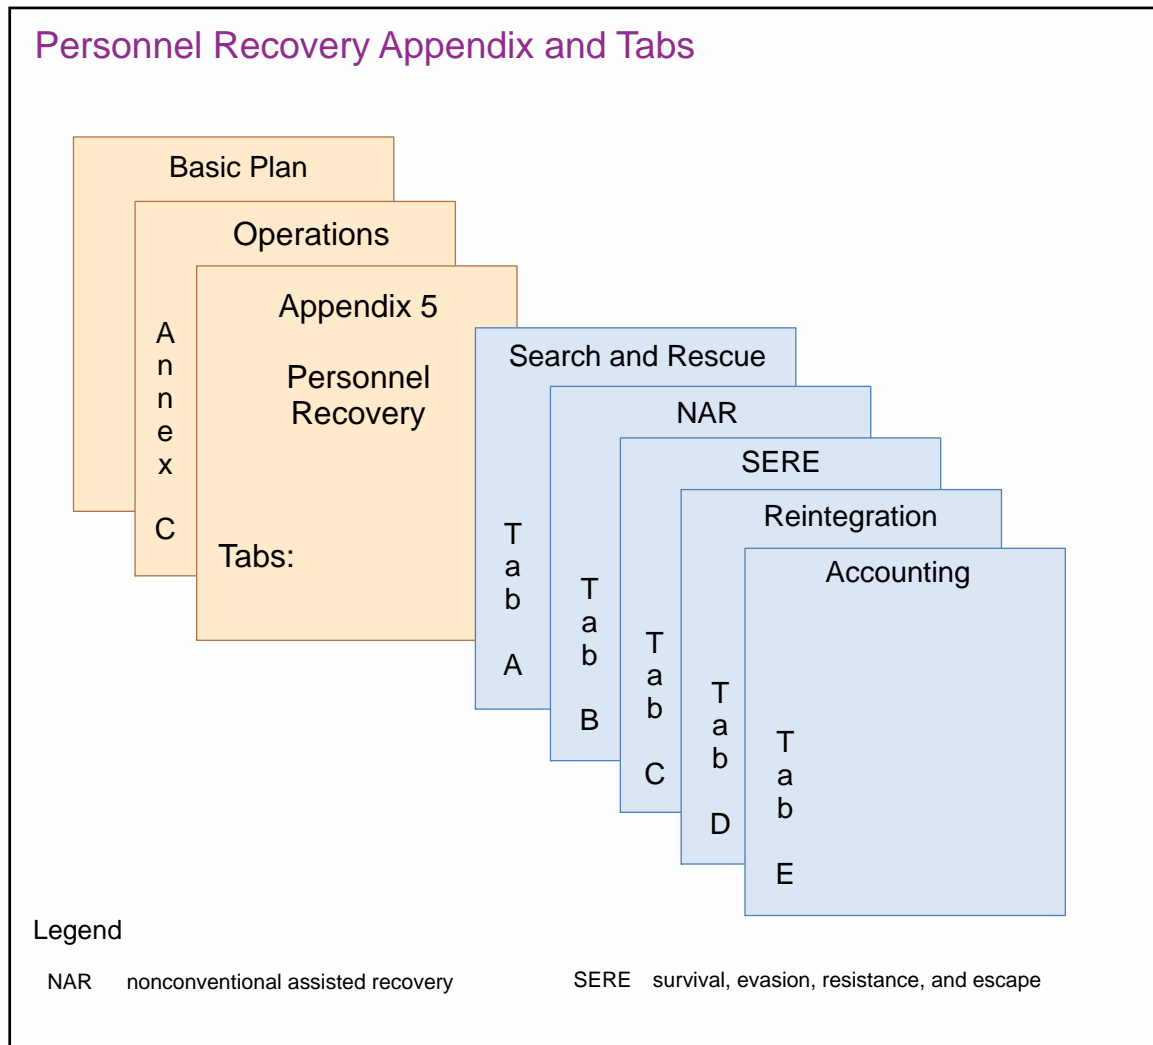 Personnel Recovery Appendix and Tabs
Basic Plan
Operations
Annex C
Appendix 5
Personnel
Recovery
Tabs:
Search and Rescue
Tab A
NAR
Tab B
SERE
Tab C
Reintegration
Tab D
Accounting
Tab E
Legend
NAR nonconventional assisted recovery
SERE survival, evasion, resistance, and escape